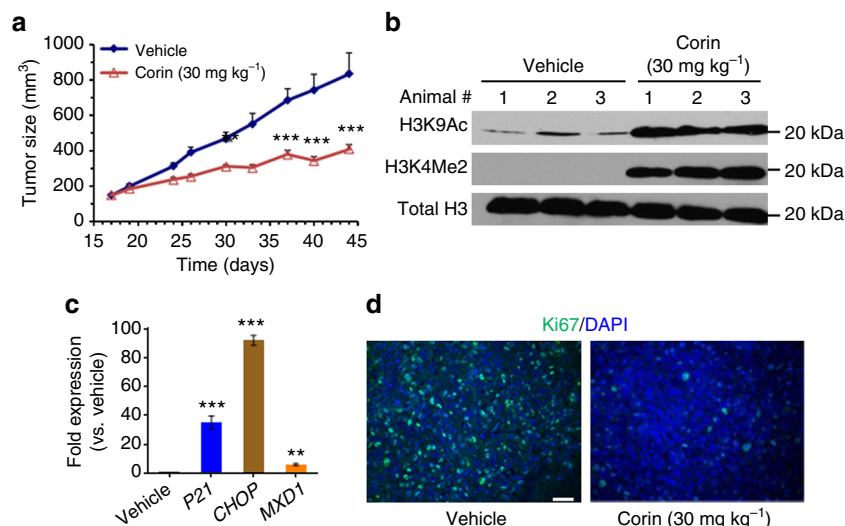 a
Tumor size (mm³)
1000
800
600
400
200
0
Vehicle
Corin (30 mg kg⁻¹)
***
***
***
15 20 25 30 35 40 45
Time (days)
b
Vehicle
Corin
(30 mg kg⁻¹)
Animal # 1 2 3 1 2 3
H3K9Ac 20 kDa
H3K4Me2 20 kDa
Total H3 20 kDa
c
Fold expression
(vs. vehicle)
100
80
60
40
20
0
***
***
**
Vehicle P21 CHOP MXD1
d
Ki67/DAPI
Vehicle
Corin (30 mg kg⁻¹)